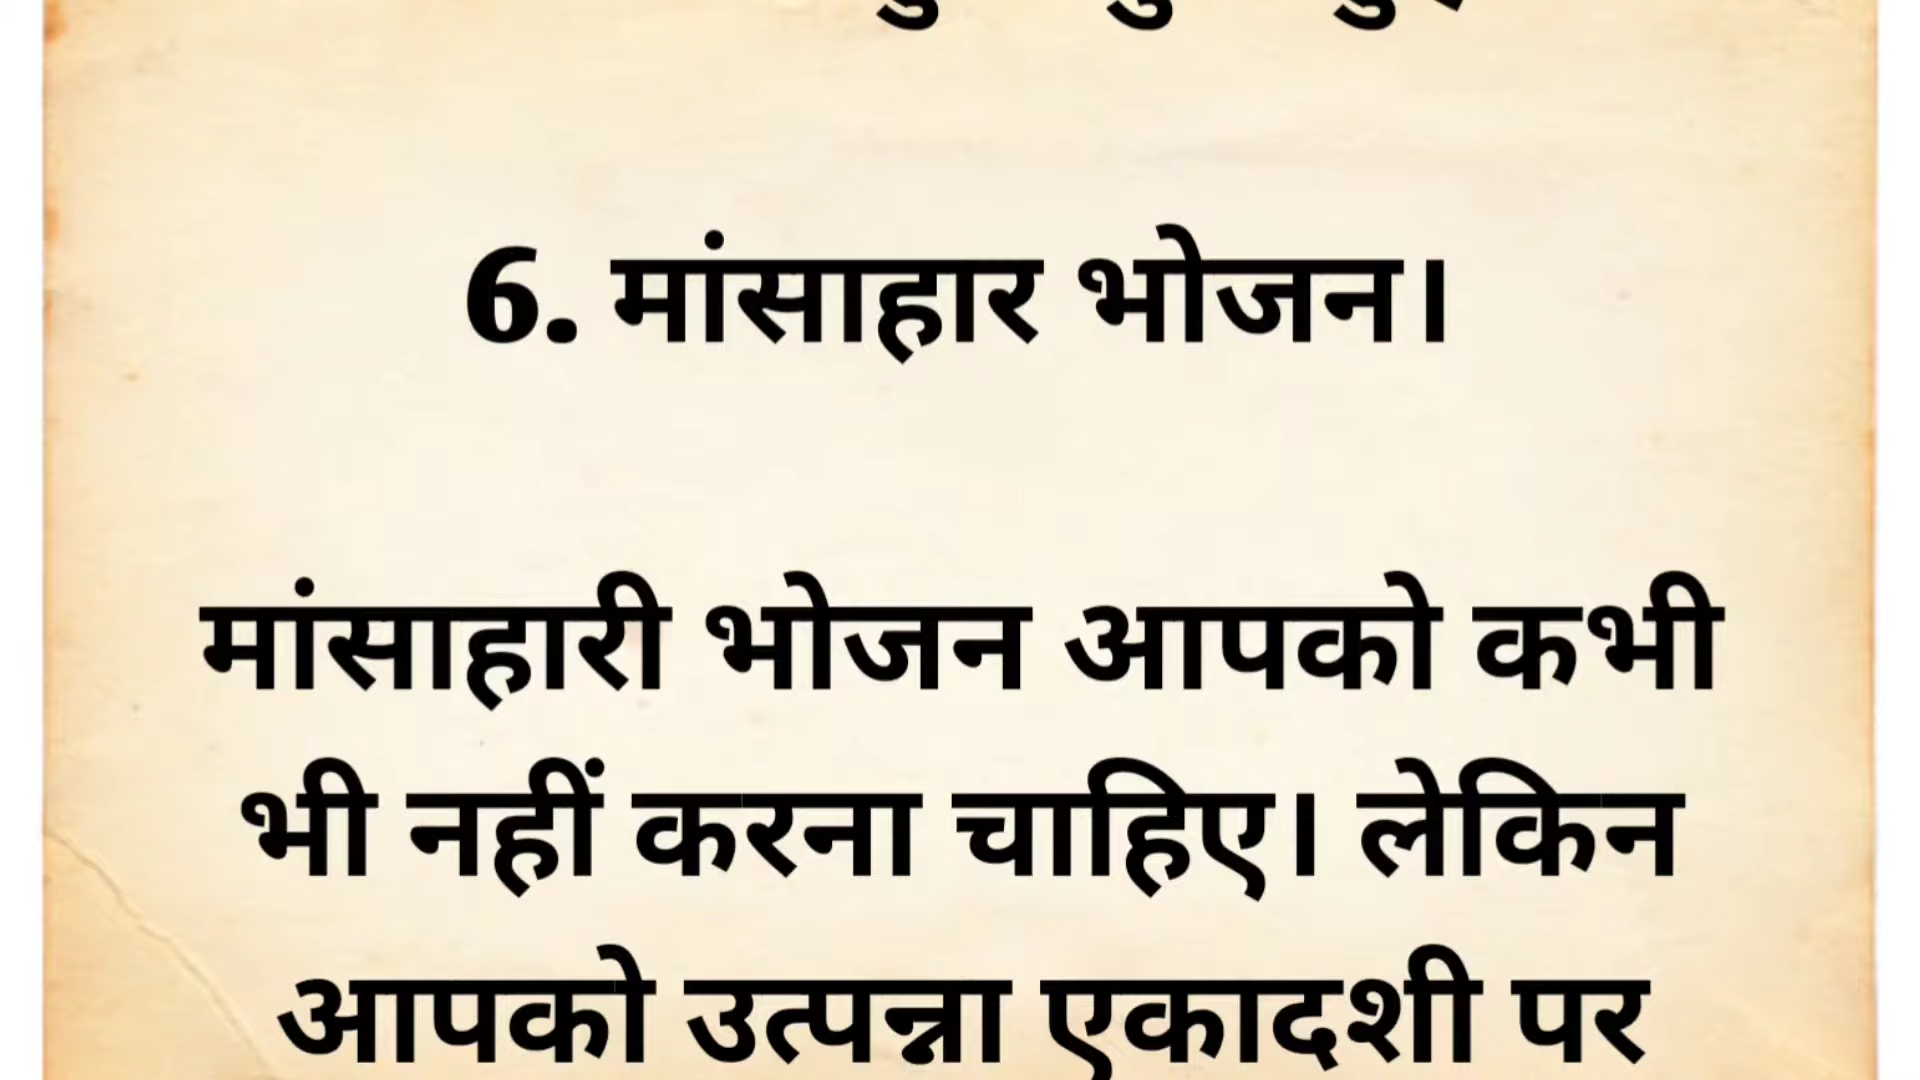 6. मांसाहार भोजन।
मांसाहारी भोजन आपको कभी
भी नहीं करना चाहिए। लेकिन
आपको उत्पन्ना एकादशी पर